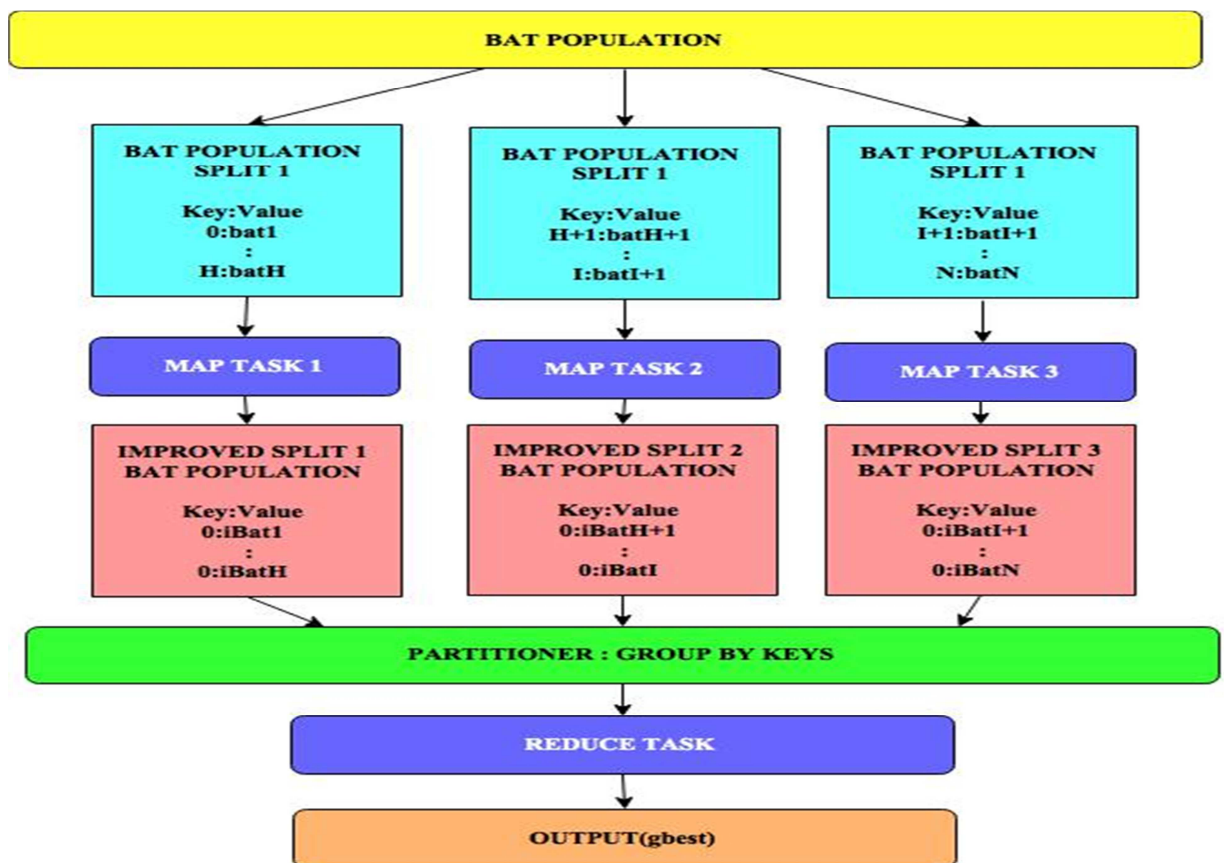 BAT POPULATION
BAT POPULATION
SPLIT 1
Key:Value
0:bat1
:
H:batH
BAT POPULATION
SPLIT 1
Key:Value
H+1:batH+1
:
I:batI+1
BAT POPULATION
SPLIT 1
Key:Value
I+1:batI+1
:
N:batN
MAP TASK 1
MAP TASK 2
MAP TASK 3
IMPROVED SPLIT 1
BAT POPULATION
Key:Value
0:iBat1
:
0:iBatH
IMPROVED SPLIT 2
BAT POPULATION
Key:Value
0:iBatH+1
:
0:iBatI
IMPROVED SPLIT 3
BAT POPULATION
Key:Value
0:iBatI+1
:
0:iBatN
PARTITIONER : GROUP BY KEYS
REDUCE TASK
OUTPUT(gbest)